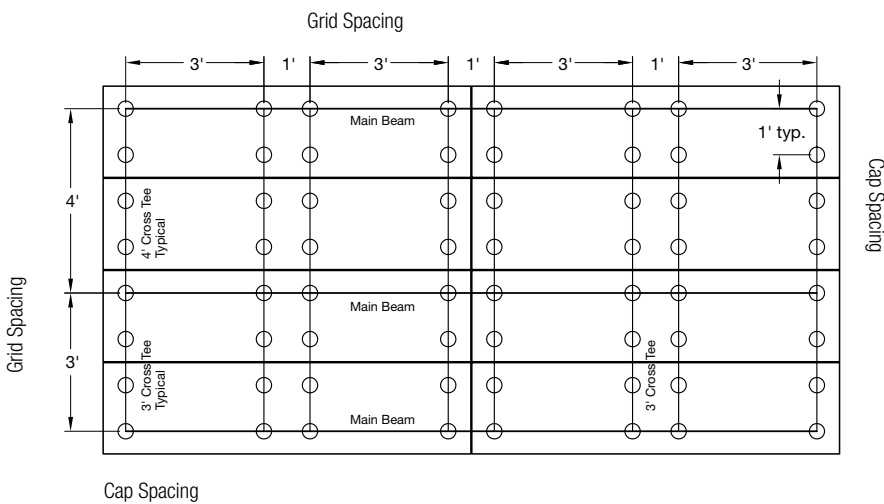 Grid Spacing
3'
1'
3'
1'
3'
1'
3'
Main Beam
1' typ.
4'
4' Cross Tee
Typical
Cap Spacing
Grid Spacing
Main Beam
3'
3' Cross Tee
Typical
3' Cross Tee
Main Beam
Cap Spacing